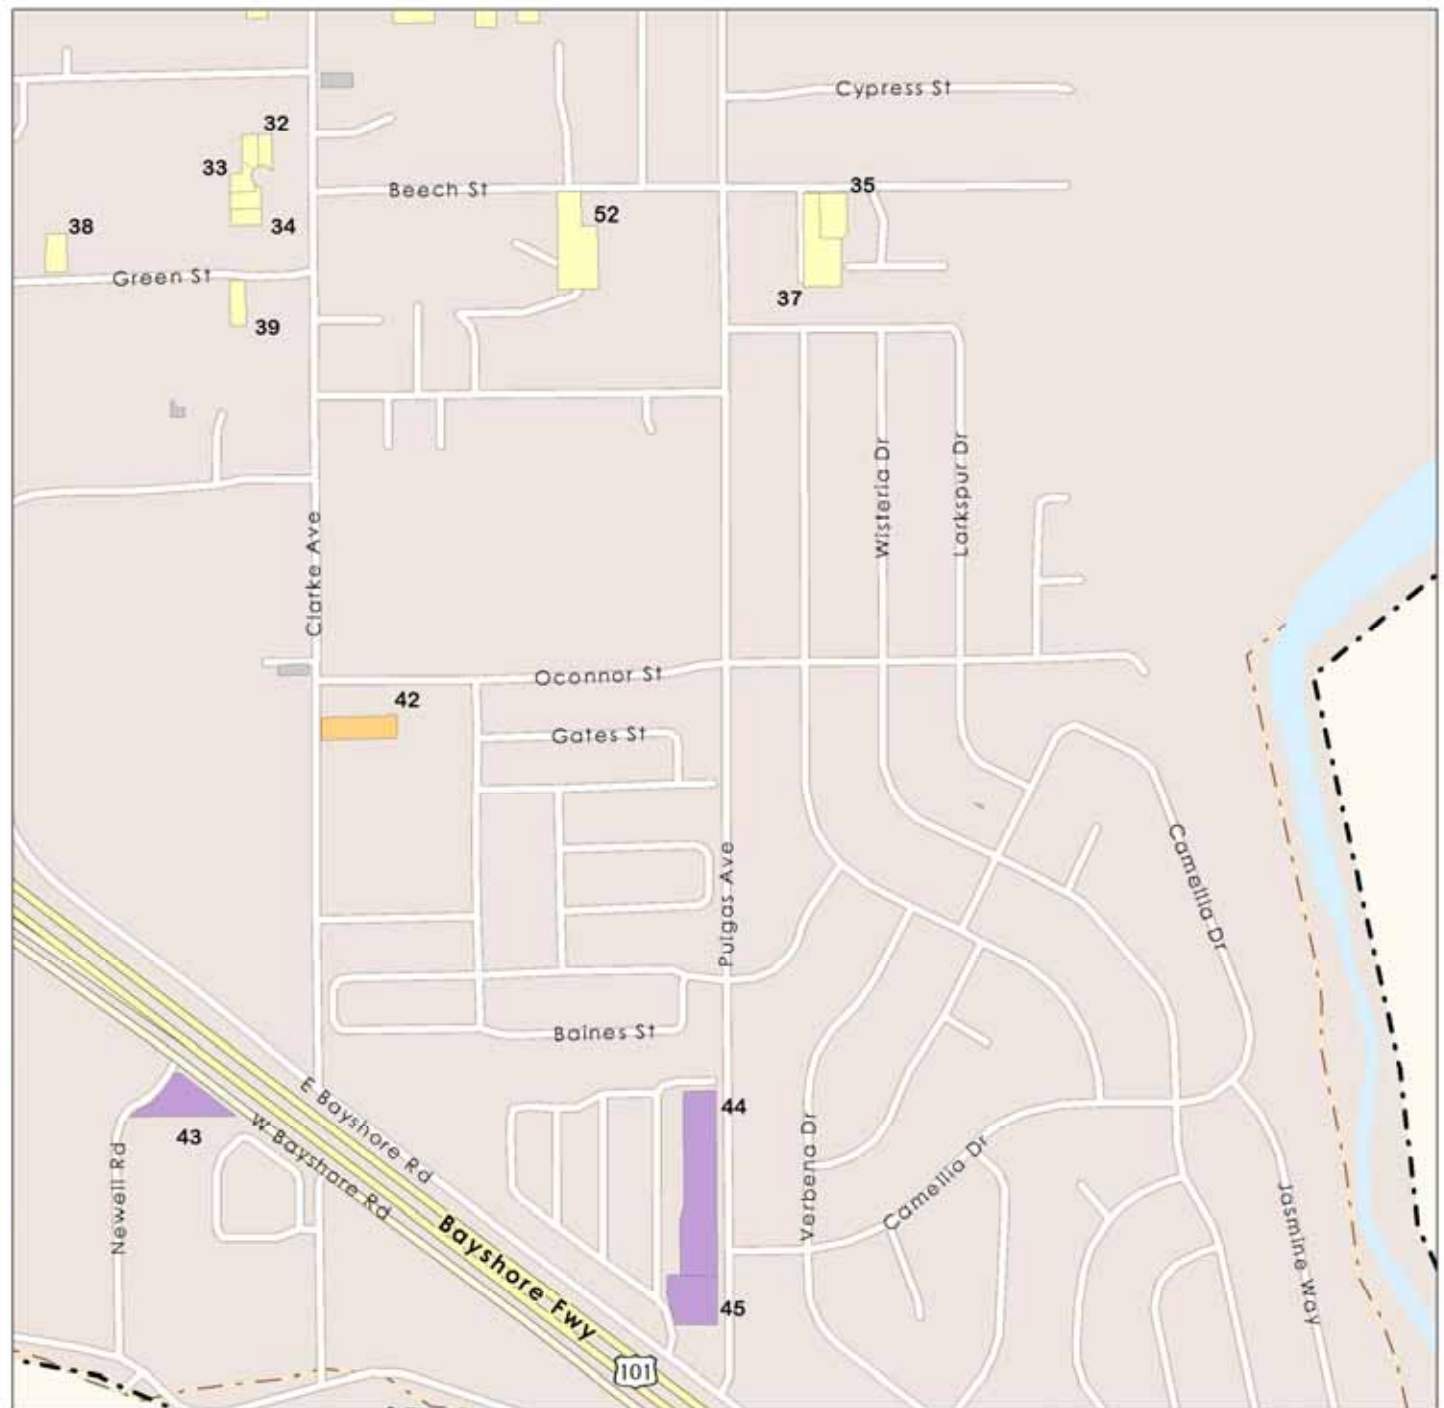 Cypress St
32
33
35
Beech St
52
34
38
Green St
37
39
Wisteria Dr
Larkspur Dr
Clarke Ave
Oconnor St
42
Gates St
Pulgas Ave
Camellia Dr
Baines St
E Bayshore Rd
44
43
W Bayshore Rd
Newell Rd
Verbena Dr
Camellia Dr
Jasmine Way
Bayshore Fwy
45
101